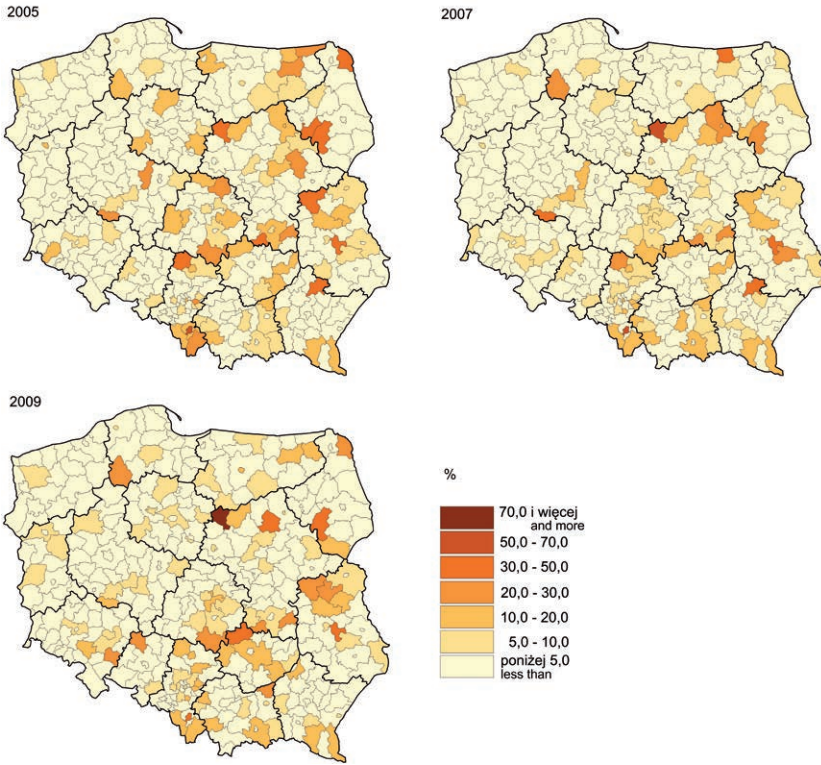 2005
2007
2009
%
70,0 i więcej
and more
50,0 - 70,0
30,0 - 50,0
20,0 - 30,0
10,0 - 20,0
5,0 - 10,0
poniżej 5,0
less than